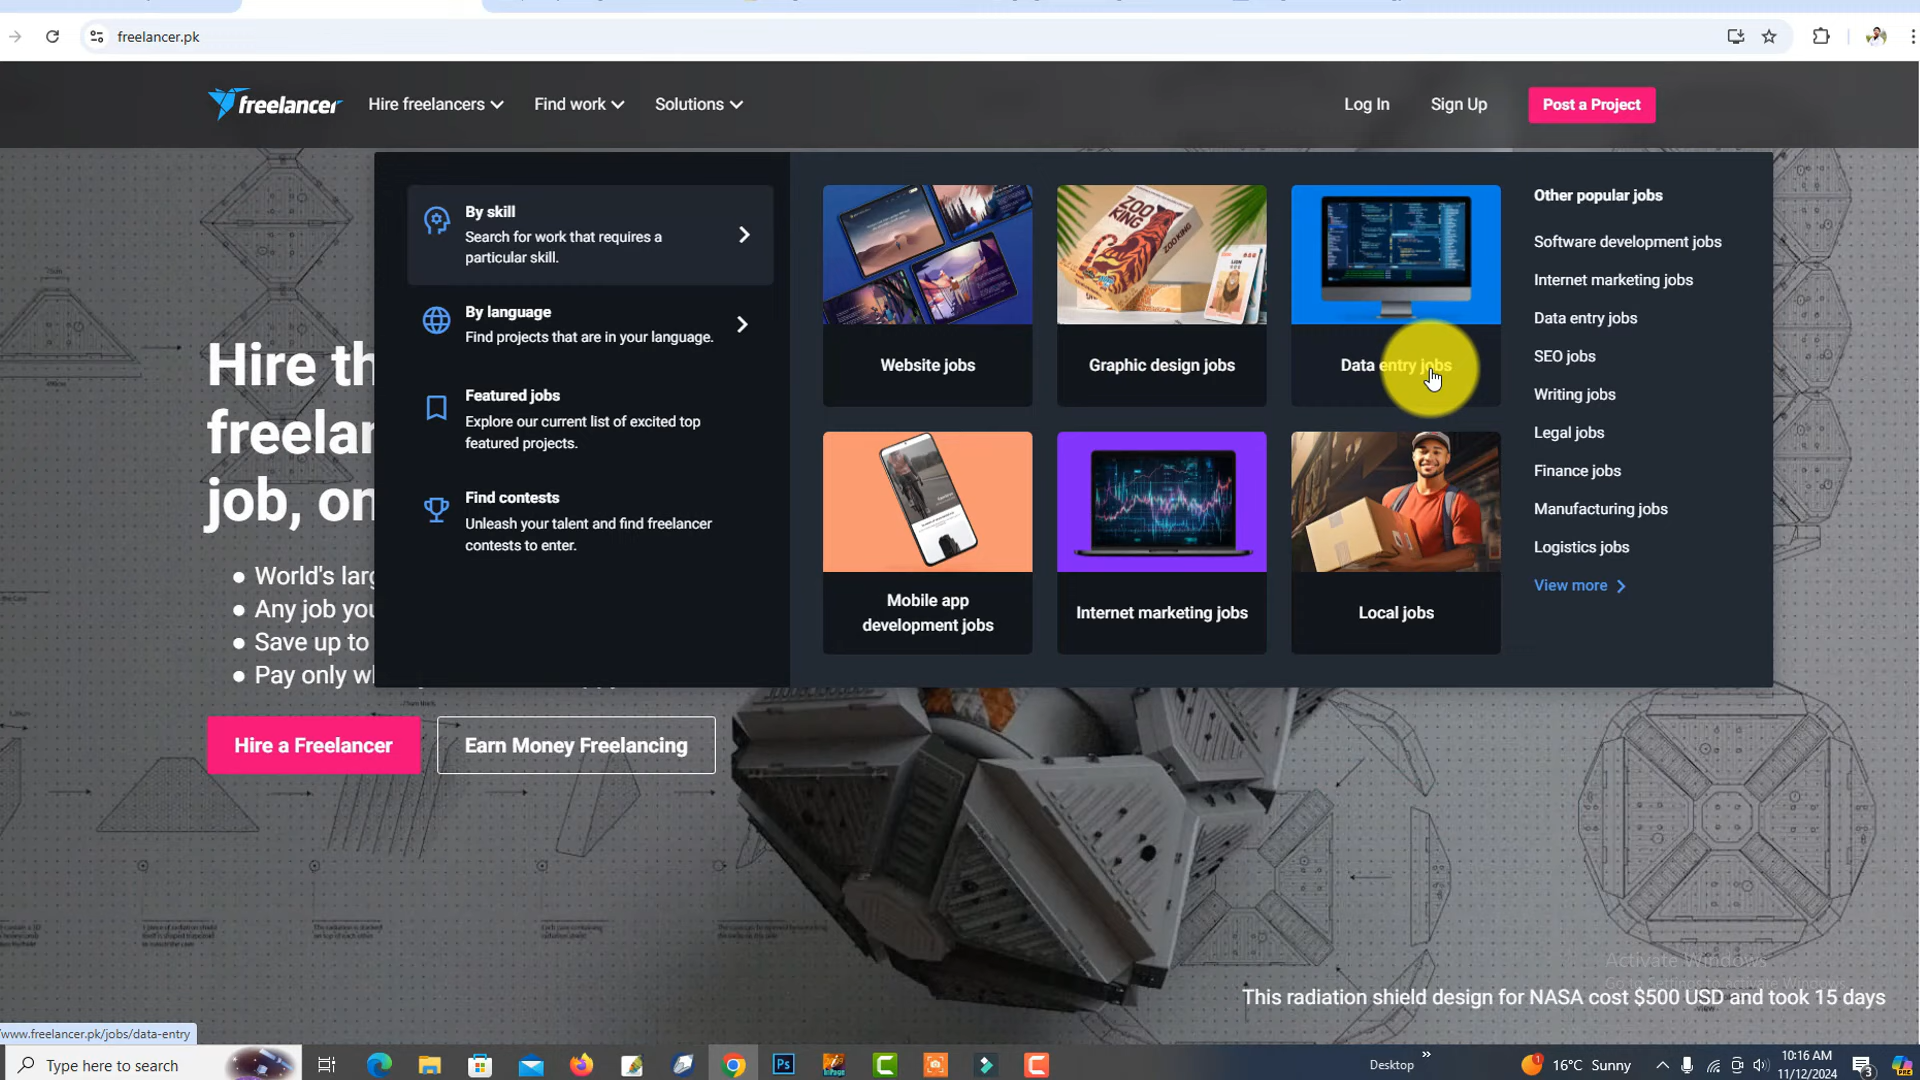 freelancer.pk
freelancer
Hire freelancers
Find work
Solutions
Log In
Sign Up
Post a Project
By skill
Search for work that requires a
particular skill.
By language
Find projects that are in your language.
Featured jobs
Explore our current list of excited top
featured projects.
Find contests
Unleash your talent and find freelancer
contests to enter.
ZOO
KING
Website jobs
Graphic design jobs
Data entry jobs
Mobile app
development jobs
Internet marketing jobs
Local jobs
Other popular jobs
Software development jobs
Internet marketing jobs
Data entry jobs
SEO jobs
Writing jobs
Legal jobs
Finance jobs
Manufacturing jobs
Logistics jobs
View more
Hire th
freelan
job, on
World's larg
Any job you
Save up to
Pay only wh
Hire a Freelancer
Earn Money Freelancing
Activate Windows
This radiation shield design for NASA cost $500 USD and took 15 days
www.freelancer.pk/jobs/data-entry
Type here to search
Ps
Desktop
16°C Sunny
10:16 AM
11/12/2024